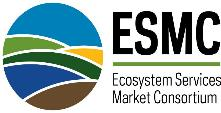 ESMC
Ecosystem Services
Market Consortium